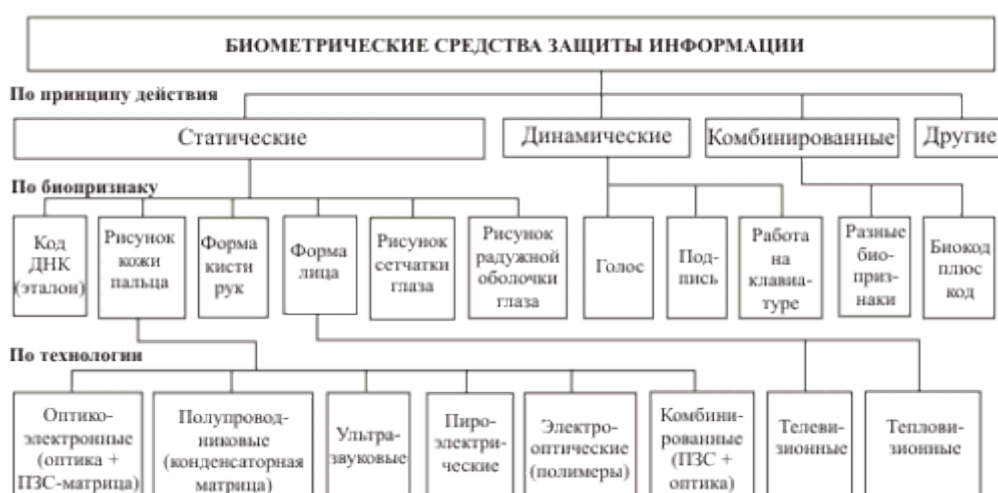 БИОМЕТРИЧЕСКИЕ СРЕДСТВА ЗАЩИТЫ ИНФОРМАЦИИ
По принципу действия
Статические
Динамические
Комбинированные
Другие
По биопризнаку
Код
ДНК
(эталон)
Рисунок
кожи
пальца
Форма
кисти
рук
Форма
лица
Рисунок
сетчатки
глаза
Рисунок
радужной
оболочки
глаза
Голос
Под-
пись
Работа
на
клавиа-
туре
Разные
био-
приз-
наки
Биокод
плюс
код
По технологии
Оптико-
электронные
(оптика +
ПЗС-матрица)
Полупровод-
никовые
(конденсаторная
матрица)
Ультра-
звуковые
Пиро-
электри-
ческие
Электро-
оптические
(полимеры)
Комбини-
рованные
(ПЗС +
оптика)
Телеви-
зионные
Теплови-
зионные